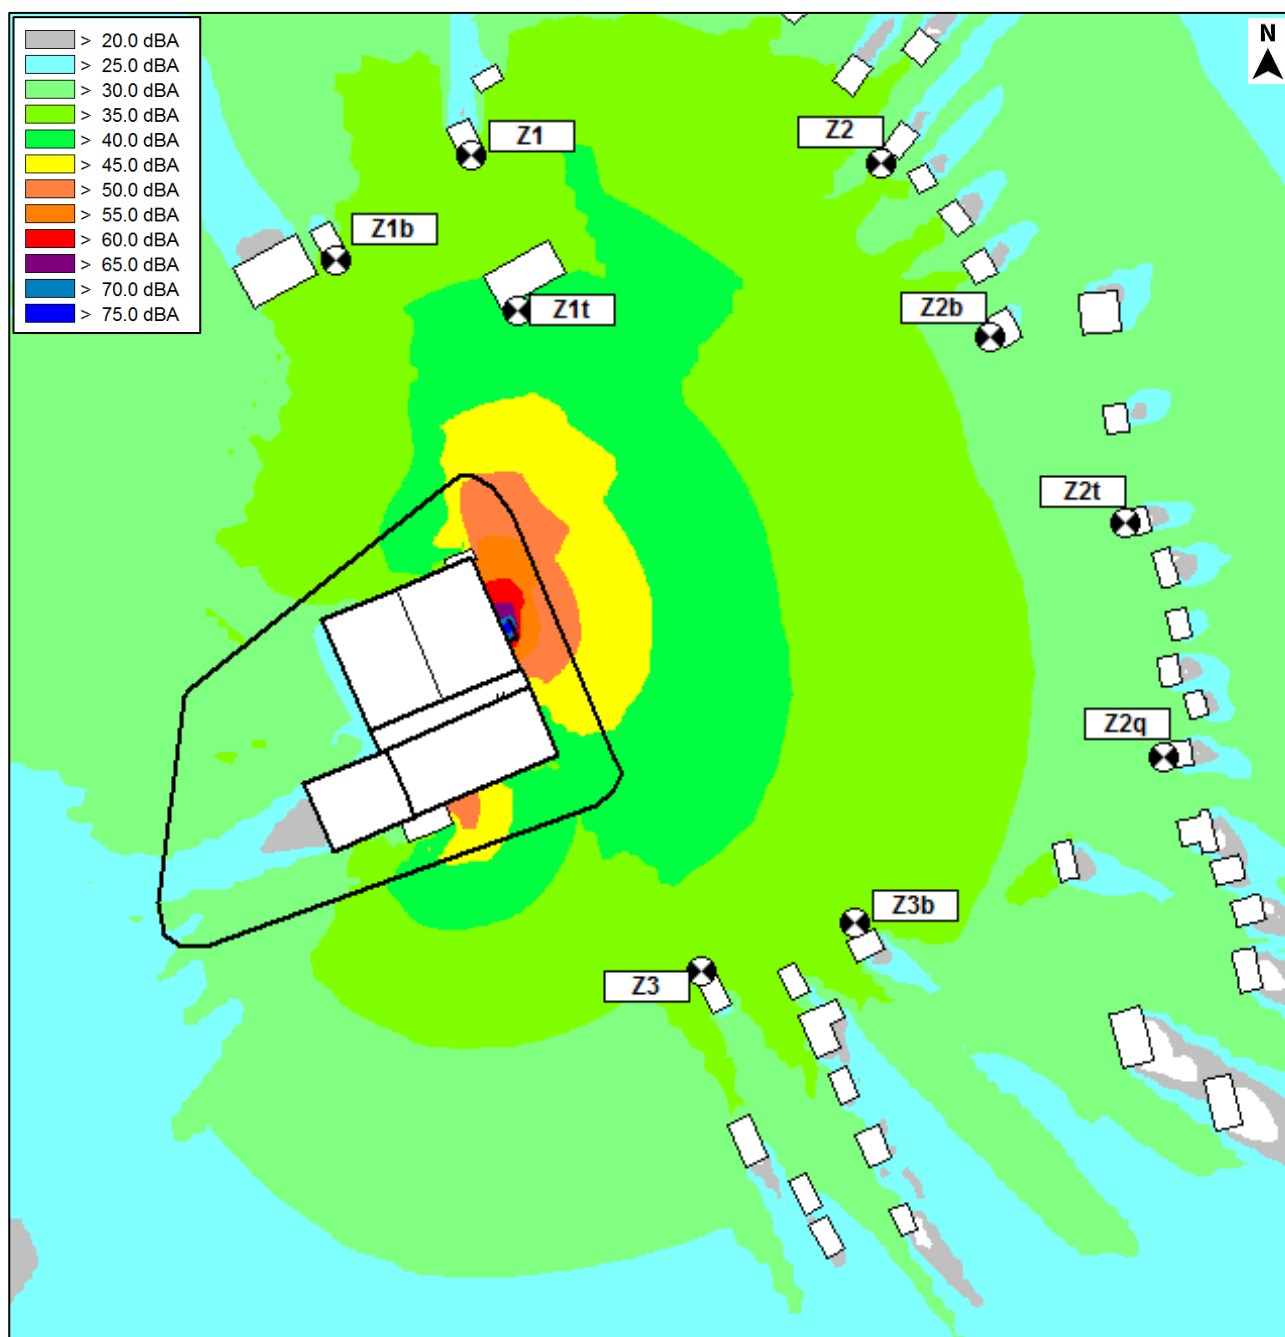 > 20.0 dBA
> 25.0 dBA
> 30.0 dBA
> 35.0 dBA
> 40.0 dBA
> 45.0 dBA
> 50.0 dBA
> 55.0 dBA
> 60.0 dBA
> 65.0 dBA
> 70.0 dBA
> 75.0 dBA
N
Z1
Z2
Z1b
Z1t
Z2b
Z2t
Z2q
Z3b
Z3